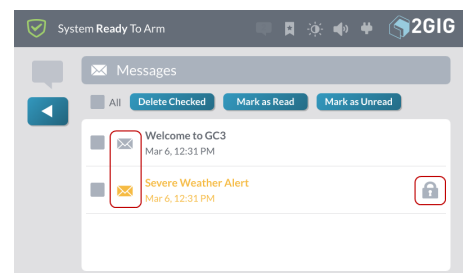 System Ready To Arm
2GIG
Messages
All Delete Checked Mark as Read Mark as Unread
Welcome to GC3
Mar 6, 12:31 PM
Severe Weather Alert
Mar 6, 12:31 PM